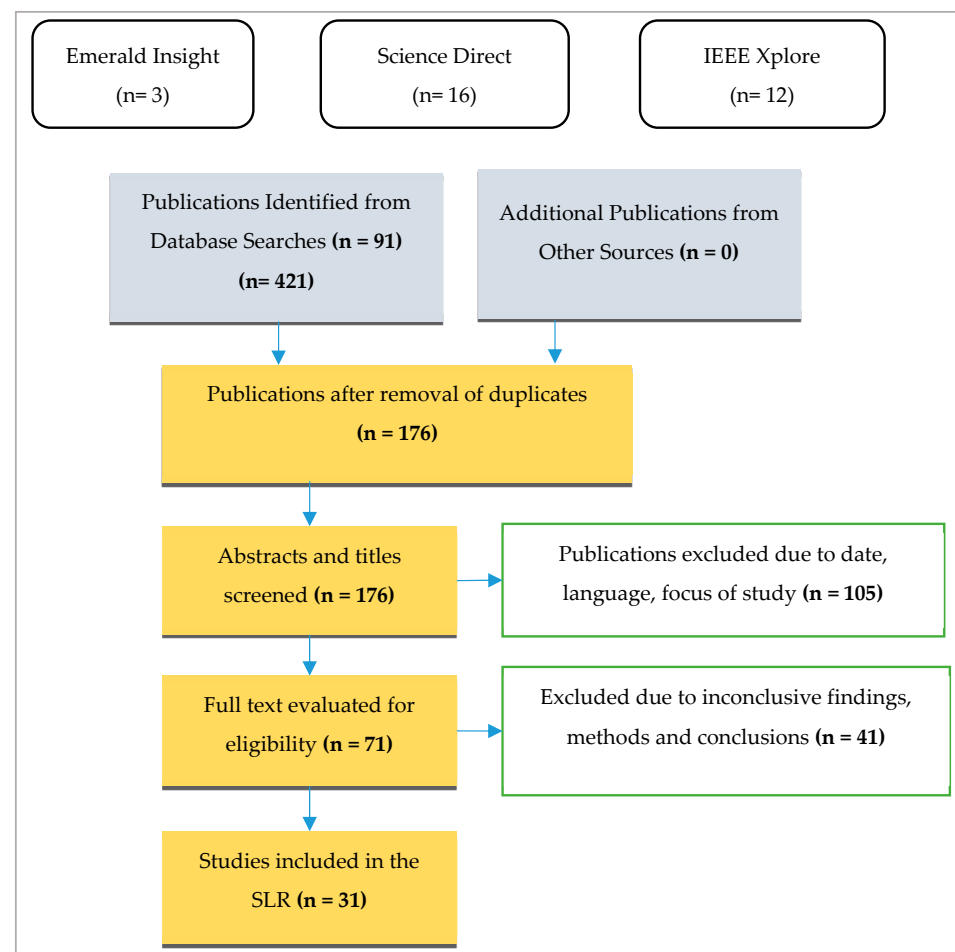 Emerald Insight
(n= 3)
Science Direct
(n= 16)
IEEE Xplore
(n= 12)
Publications Identified from
Database Searches (n = 91)
(n= 421)
Additional Publications from
Other Sources (n = 0)
Publications after removal of duplicates
(n = 176)
Abstracts and titles
screened (n = 176)
Publications excluded due to date,
language, focus of study (n = 105)
Full text evaluated for
eligibility (n = 71)
Excluded due to inconclusive findings,
methods and conclusions (n = 41)
Studies included in the
SLR (n = 31)